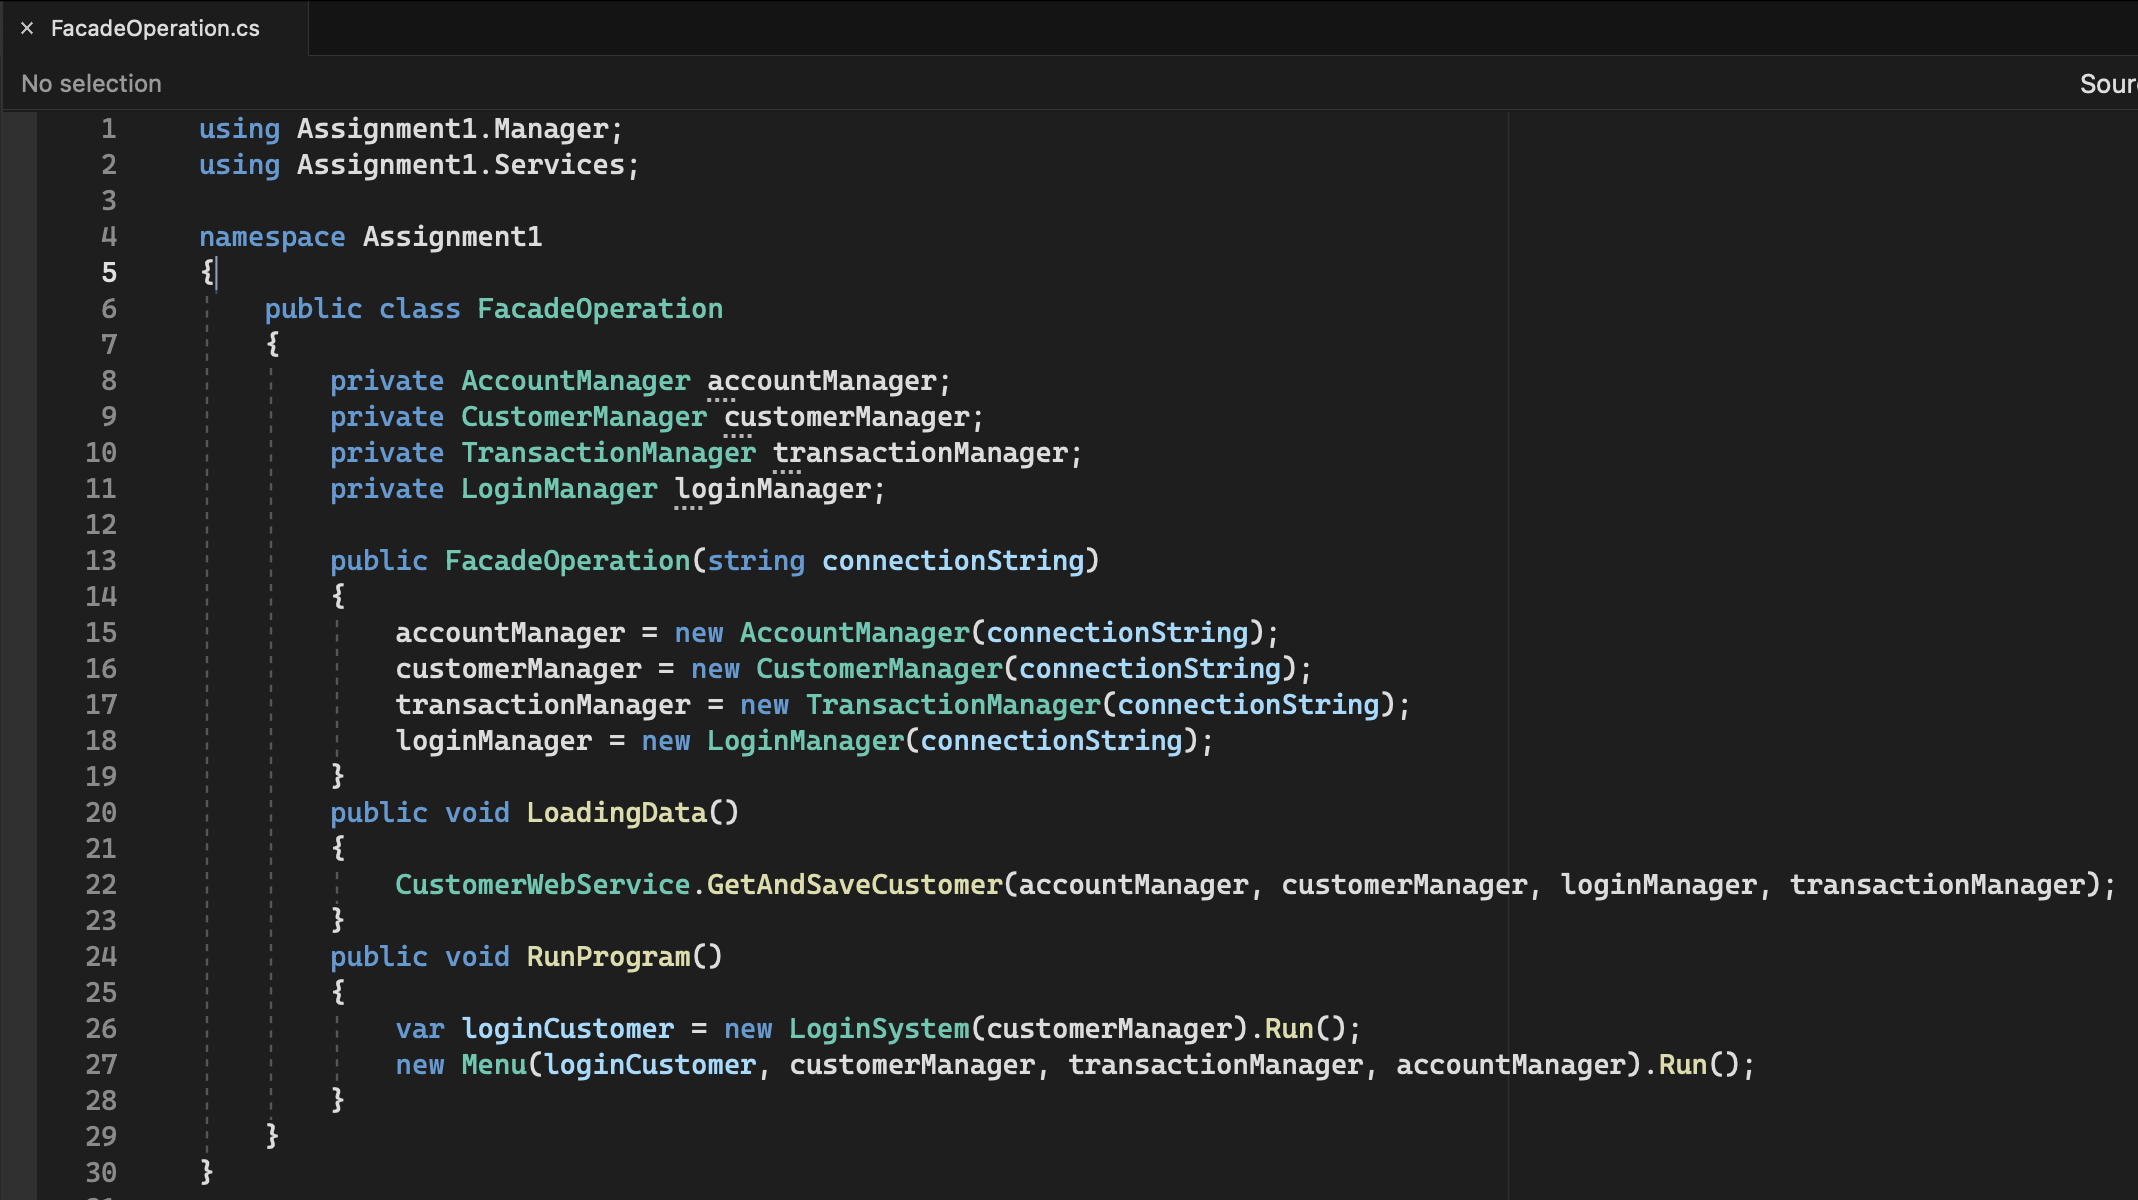 × FacadeOperation.cs
No selection
1 using Assignment1.Manager;
2 using Assignment1.Services;
3
4 namespace Assignment1
5 {
6 public class FacadeOperation
7 {
8 private AccountManager accountManager;
9 private CustomerManager customerManager;
10 private TransactionManager transactionManager;
11 private LoginManager loginManager;
12
13 public FacadeOperation(string connectionString)
14 {
15 accountManager = new AccountManager(connectionString);
16 customerManager = new CustomerManager(connectionString);
17 transactionManager = new TransactionManager(connectionString);
18 loginManager = new LoginManager(connectionString);
19 }
20 public void LoadingData()
21 {
22 CustomerWebService.GetAndSaveCustomer(accountManager, customerManager, loginManager, transactionManager);
23 }
24 public void RunProgram()
25 {
26 var loginCustomer = new LoginSystem(customerManager).Run();
27 new Menu(loginCustomer, customerManager, transactionManager, accountManager).Run();
28 }
29 }
30 }